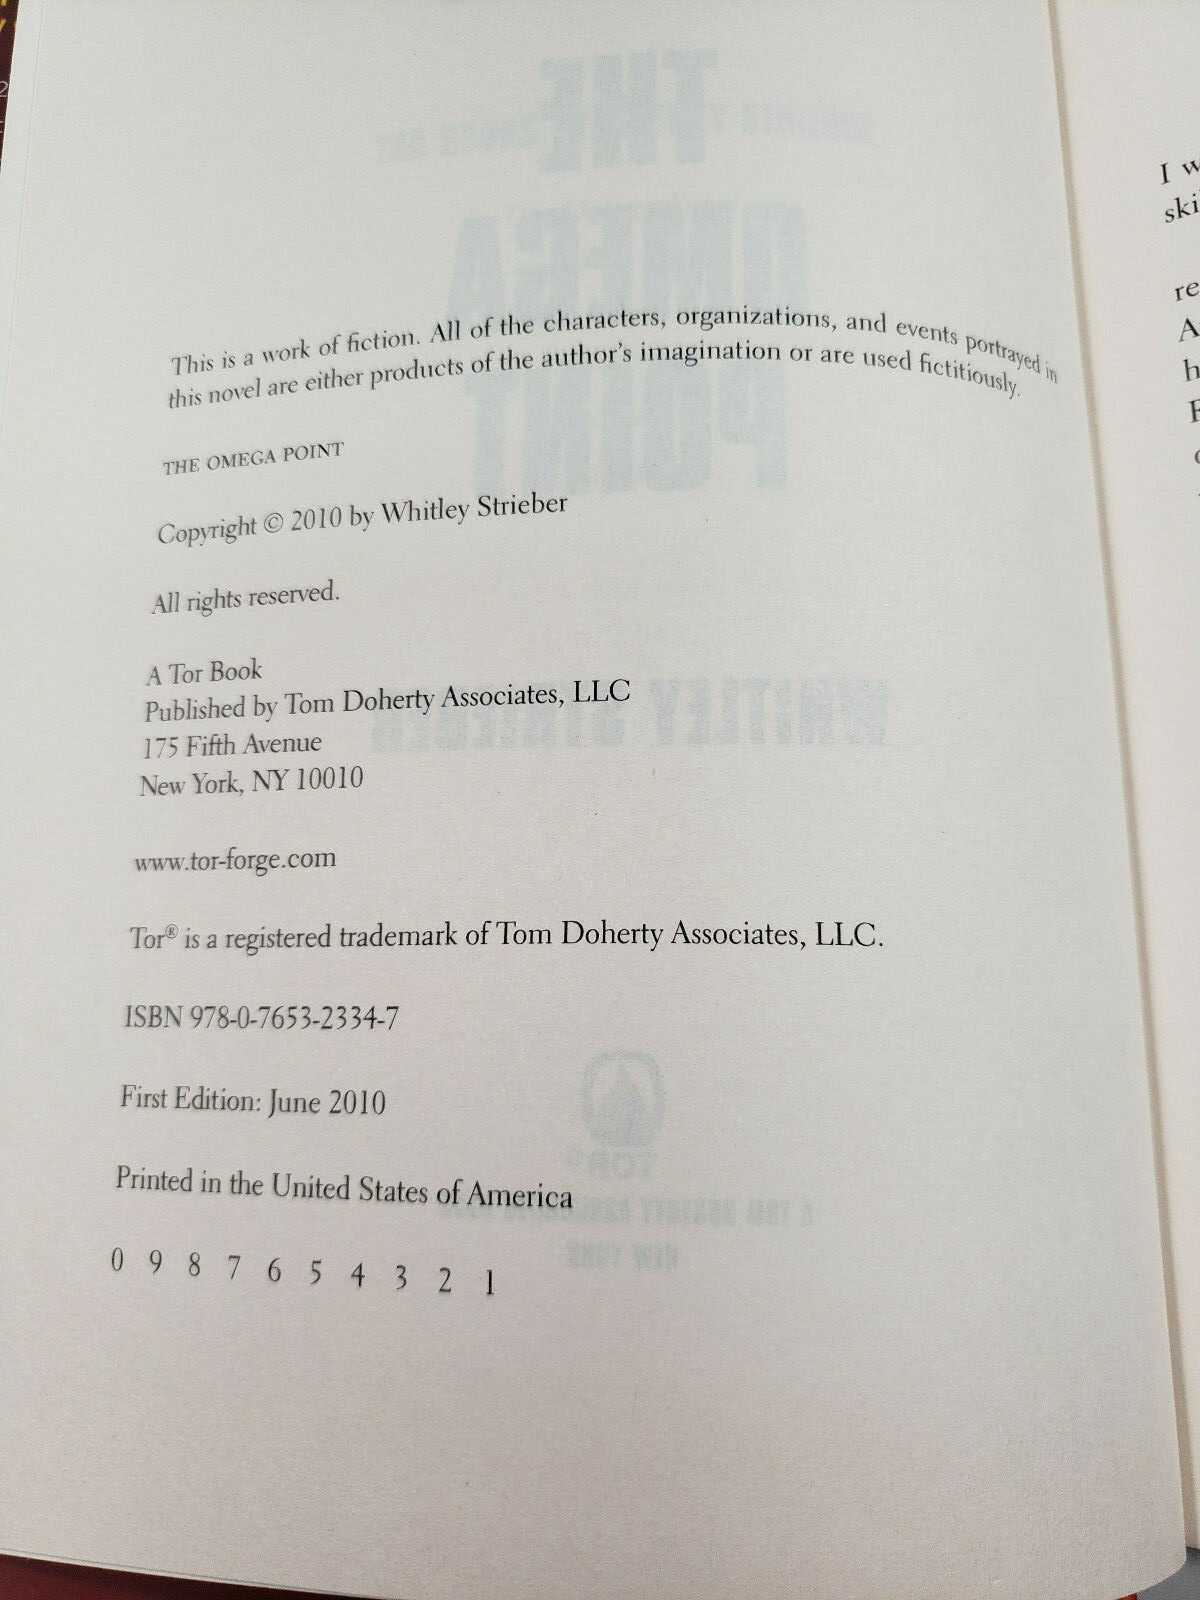 This is a work of fiction. All of the characters, organizations, and events portrayed in
this novel are either products of the author's imagination or are used fictitiously.
THE OMEGA POINT
Copyright © 2010 by Whitley Strieber
All rights reserved.
A Tor Book
Published by Tom Doherty Associates, LLC
175 Fifth Avenue
New York, NY 10010
www.tor-forge.com
Tor® is a registered trademark of Tom Doherty Associates, LLC.
ISBN 978-0-7653-2334-7
First Edition: June 2010
Printed in the United States of America
0 9 8 7 6 5 4 3 2 1